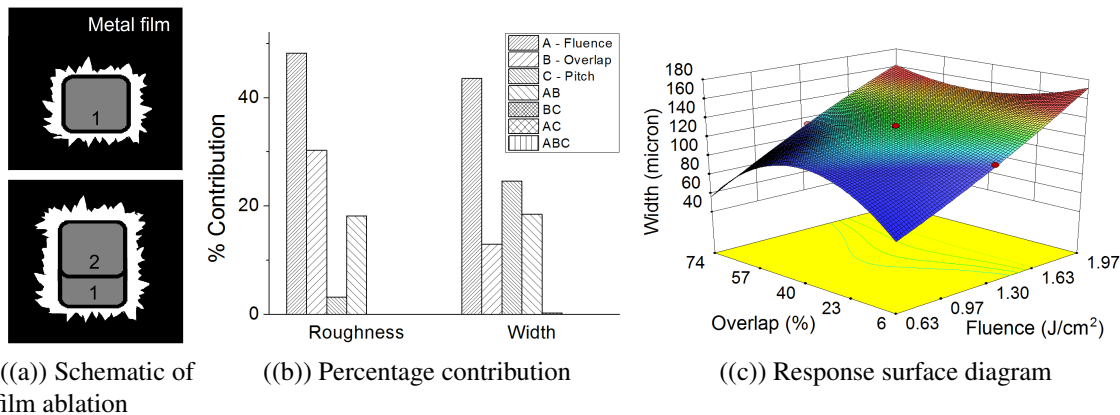 Metal film
1
2
1
((a)) Schematic of
film ablation
% Contribution
40
20
0
Roughness
Width
A - Fluence
B - Overlap
C - Pitch
AB
BC
AC
ABC
((b)) Percentage contribution
Width (micron)
180
160
140
120
100
80
60
40
74
57
40
23
6
Overlap (%)
0.63
0.97
1.30
1.63
1.97
Fluence (J/cm²)
((c)) Response surface diagram